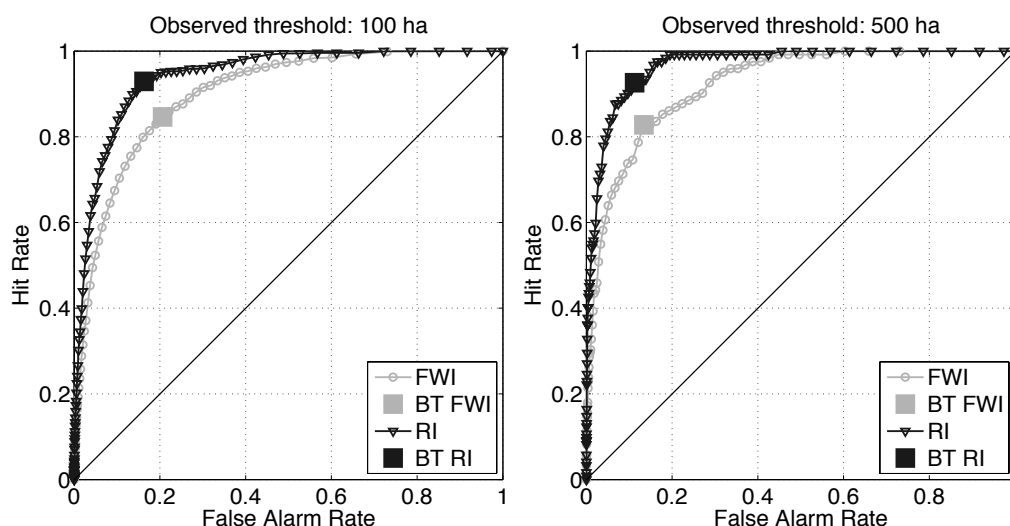 Observed threshold: 100 ha
1
0.8
0.6
0.4
0.2
0
Hit Rate
0
0.2
0.4
0.6
0.8
1
False Alarm Rate
FWI
BT FWI
RI
BT RI
Observed threshold: 500 ha
1
0.8
0.6
0.4
0.2
0
Hit Rate
0
0.2
0.4
0.6
0.8
False Alarm Rate
FWI
BT FWI
RI
BT RI